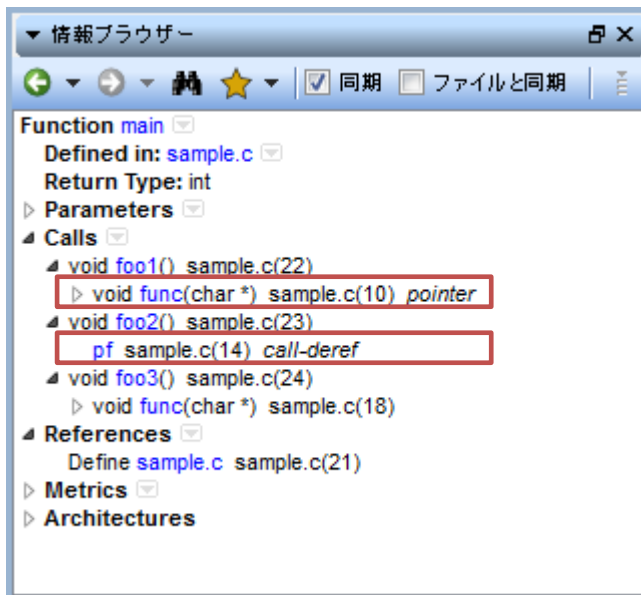 情報ブラウザー
同期 ファイルと同期
Function main
Defined in: sample.c
Return Type: int
Parameters
Calls
void foo1() sample.c(22)
void func(char *) sample.c(10) pointer
void foo2() sample.c(23)
pf sample.c(14) call-deref
void foo3() sample.c(24)
void func(char *) sample.c(18)
References
Define sample.c sample.c(21)
Metrics
Architectures